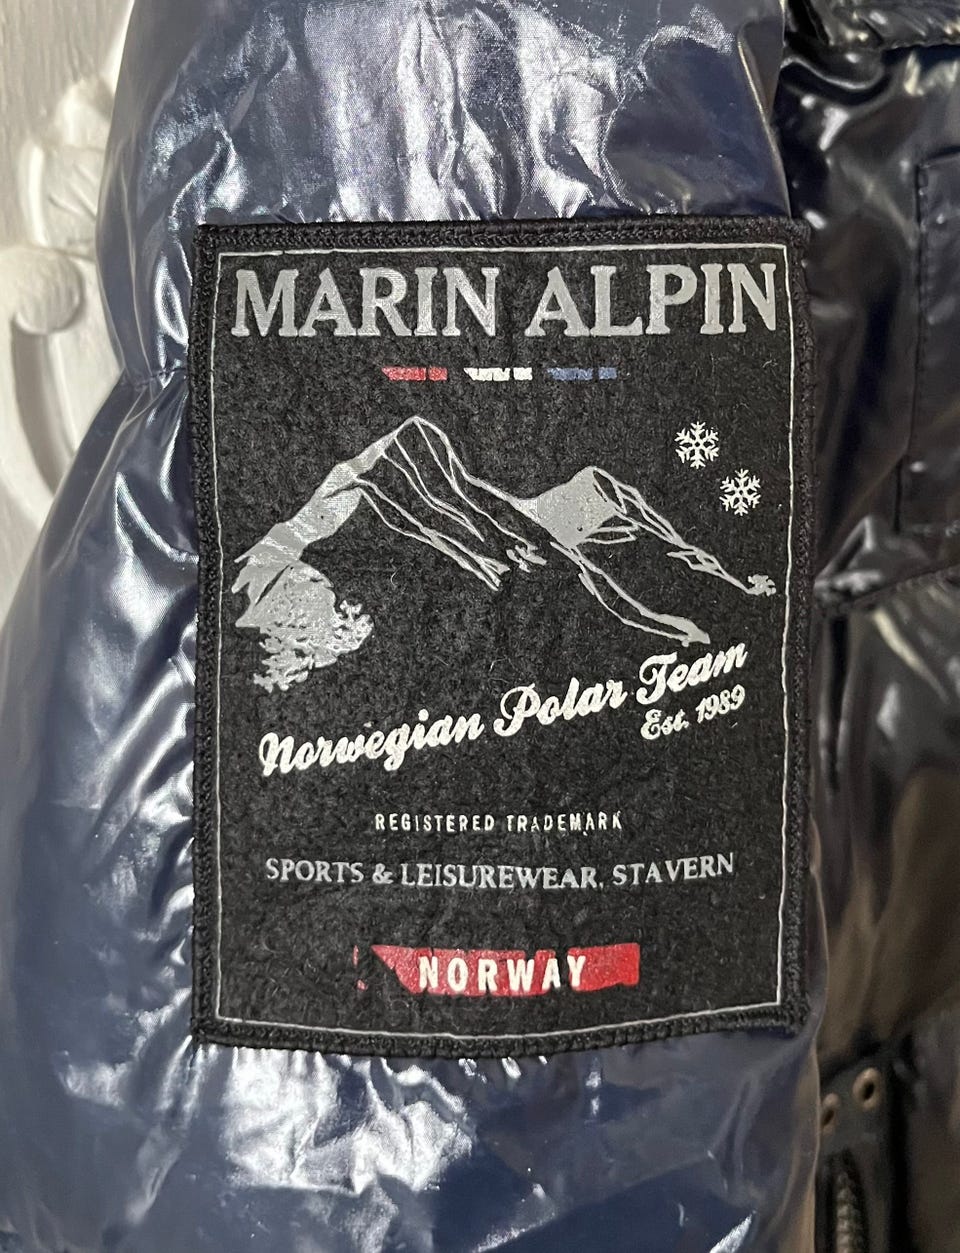 MARIN ALPIN
Norwegian Polar Team
Est. 1989
REGISTERED TRADEMARK
SPORTS & LEISUREWEAR, STAVERN
NORWAY